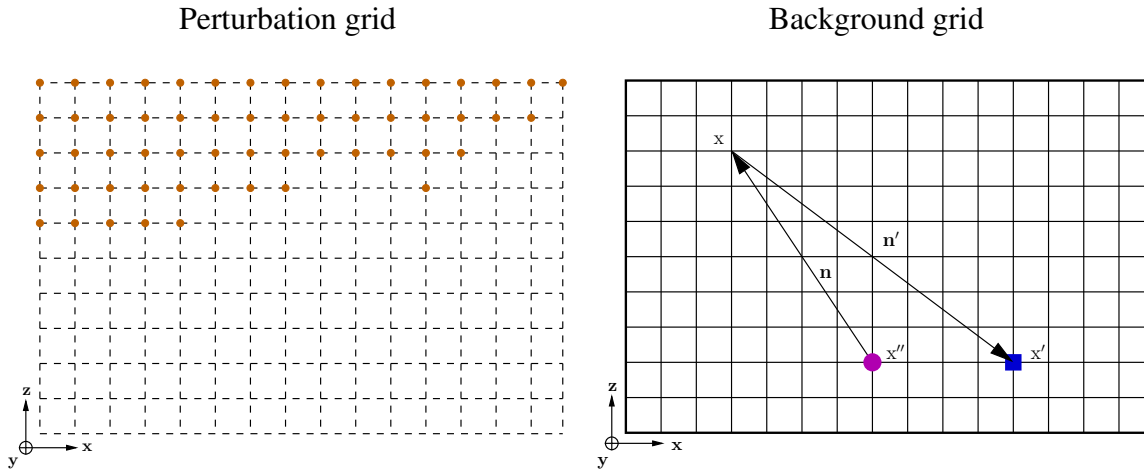 Perturbation grid
Background grid
x
n′
n
x″
x′
z
x
y
z
x
y